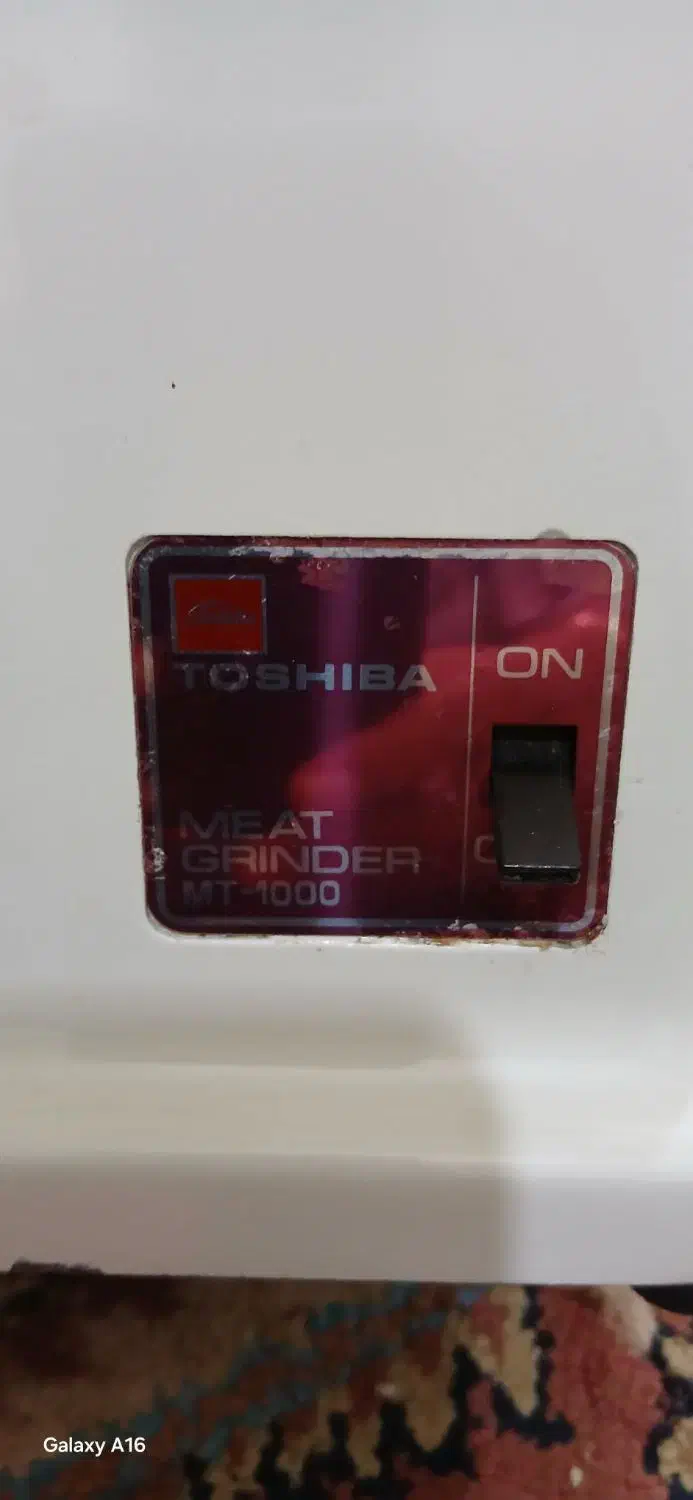 TOSHIBA
ON
MEAT
GRINDER
MT-1000
Galaxy A16